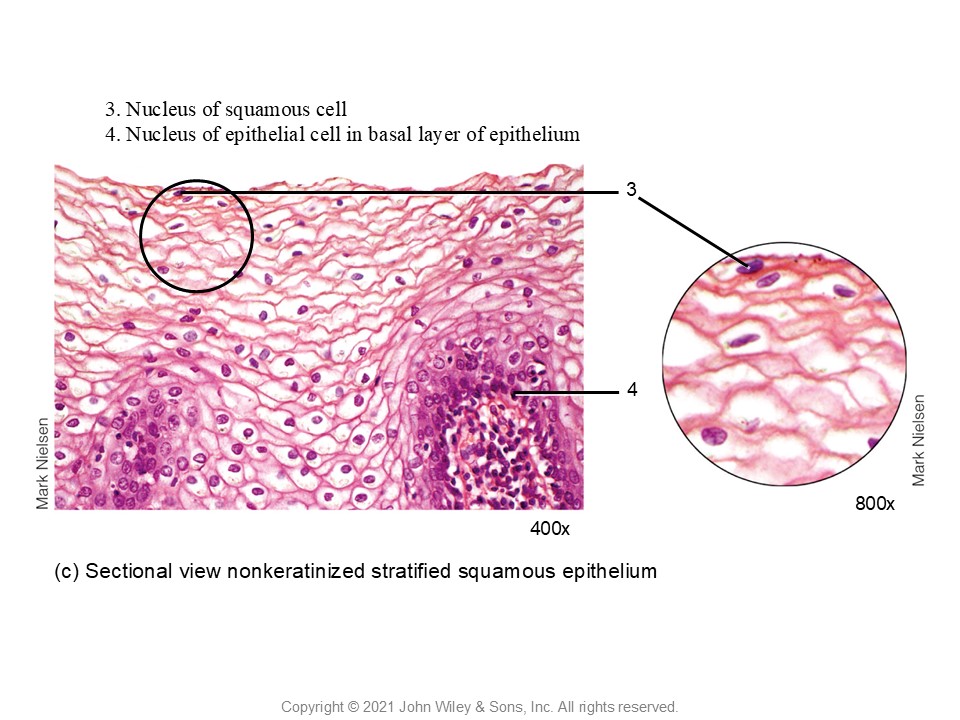 3. Nucleus of squamous cell
4. Nucleus of epithelial cell in basal layer of epithelium
3
4
Mark Nielsen
Mark Nielsen
400x
800x
(c) Sectional view nonkeratinized stratified squamous epithelium
Copyright © 2021 John Wiley & Sons, Inc. All rights reserved.